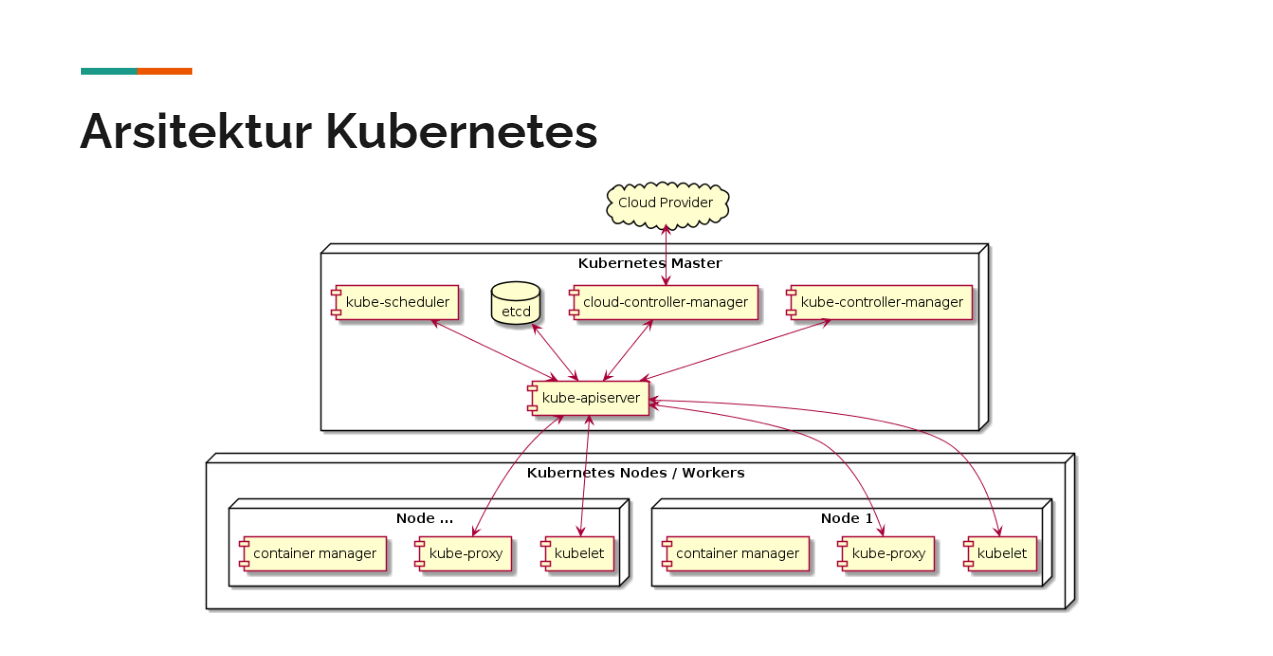 Arsitektur Kubernetes
Cloud Provider
Kubernetes Master
kube-scheduler
etcd
cloud-controller-manager
kube-controller-manager
kube-apiserver
Kubernetes Nodes / Workers
Node ...
container manager
kube-proxy
kubelet
Node 1
container manager
kube-proxy
kubelet